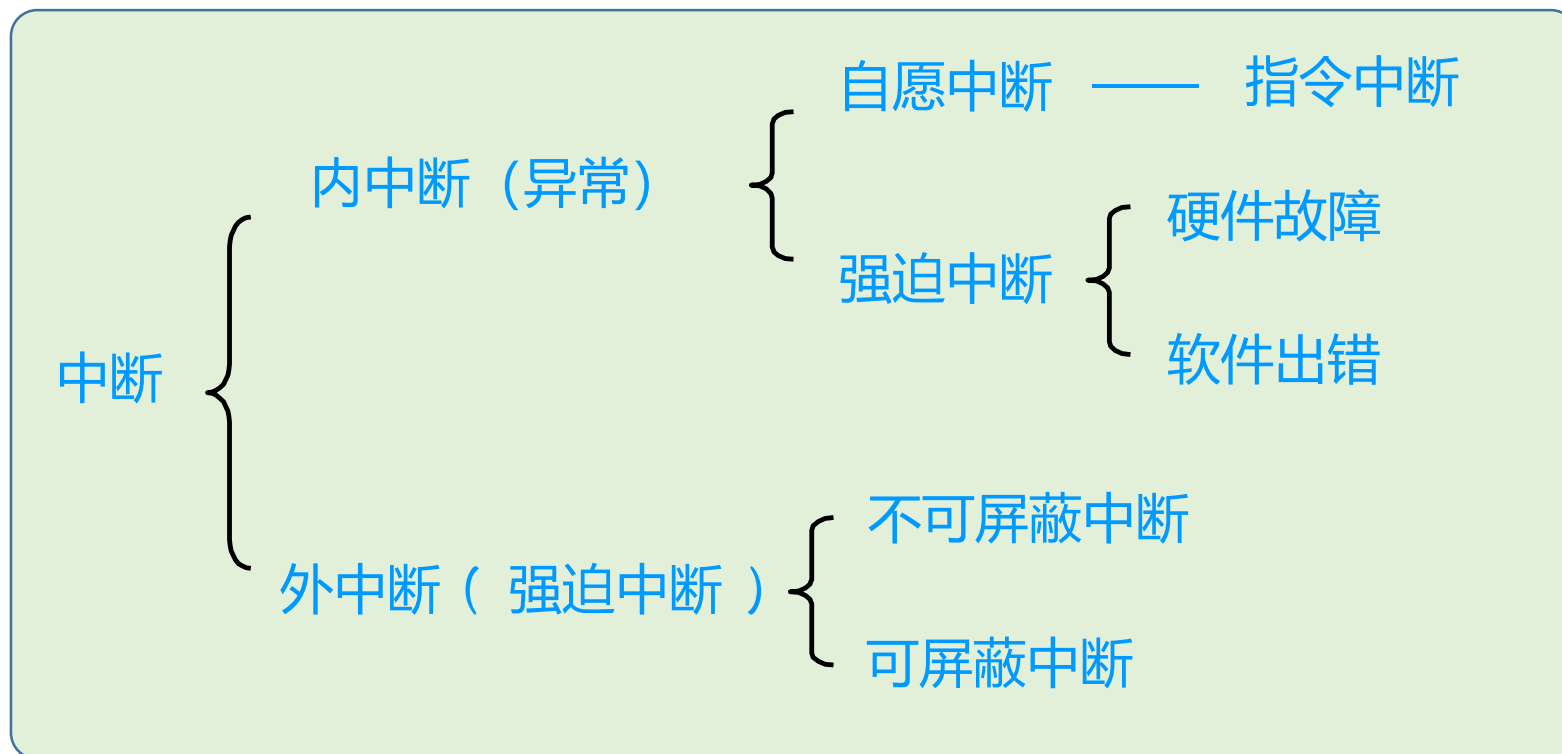 自愿中断 —— 指令中断
内中断（异常）
硬件故障
强迫中断
软件出错
中断
不可屏蔽中断
外中断（ 强迫中断 ）
可屏蔽中断